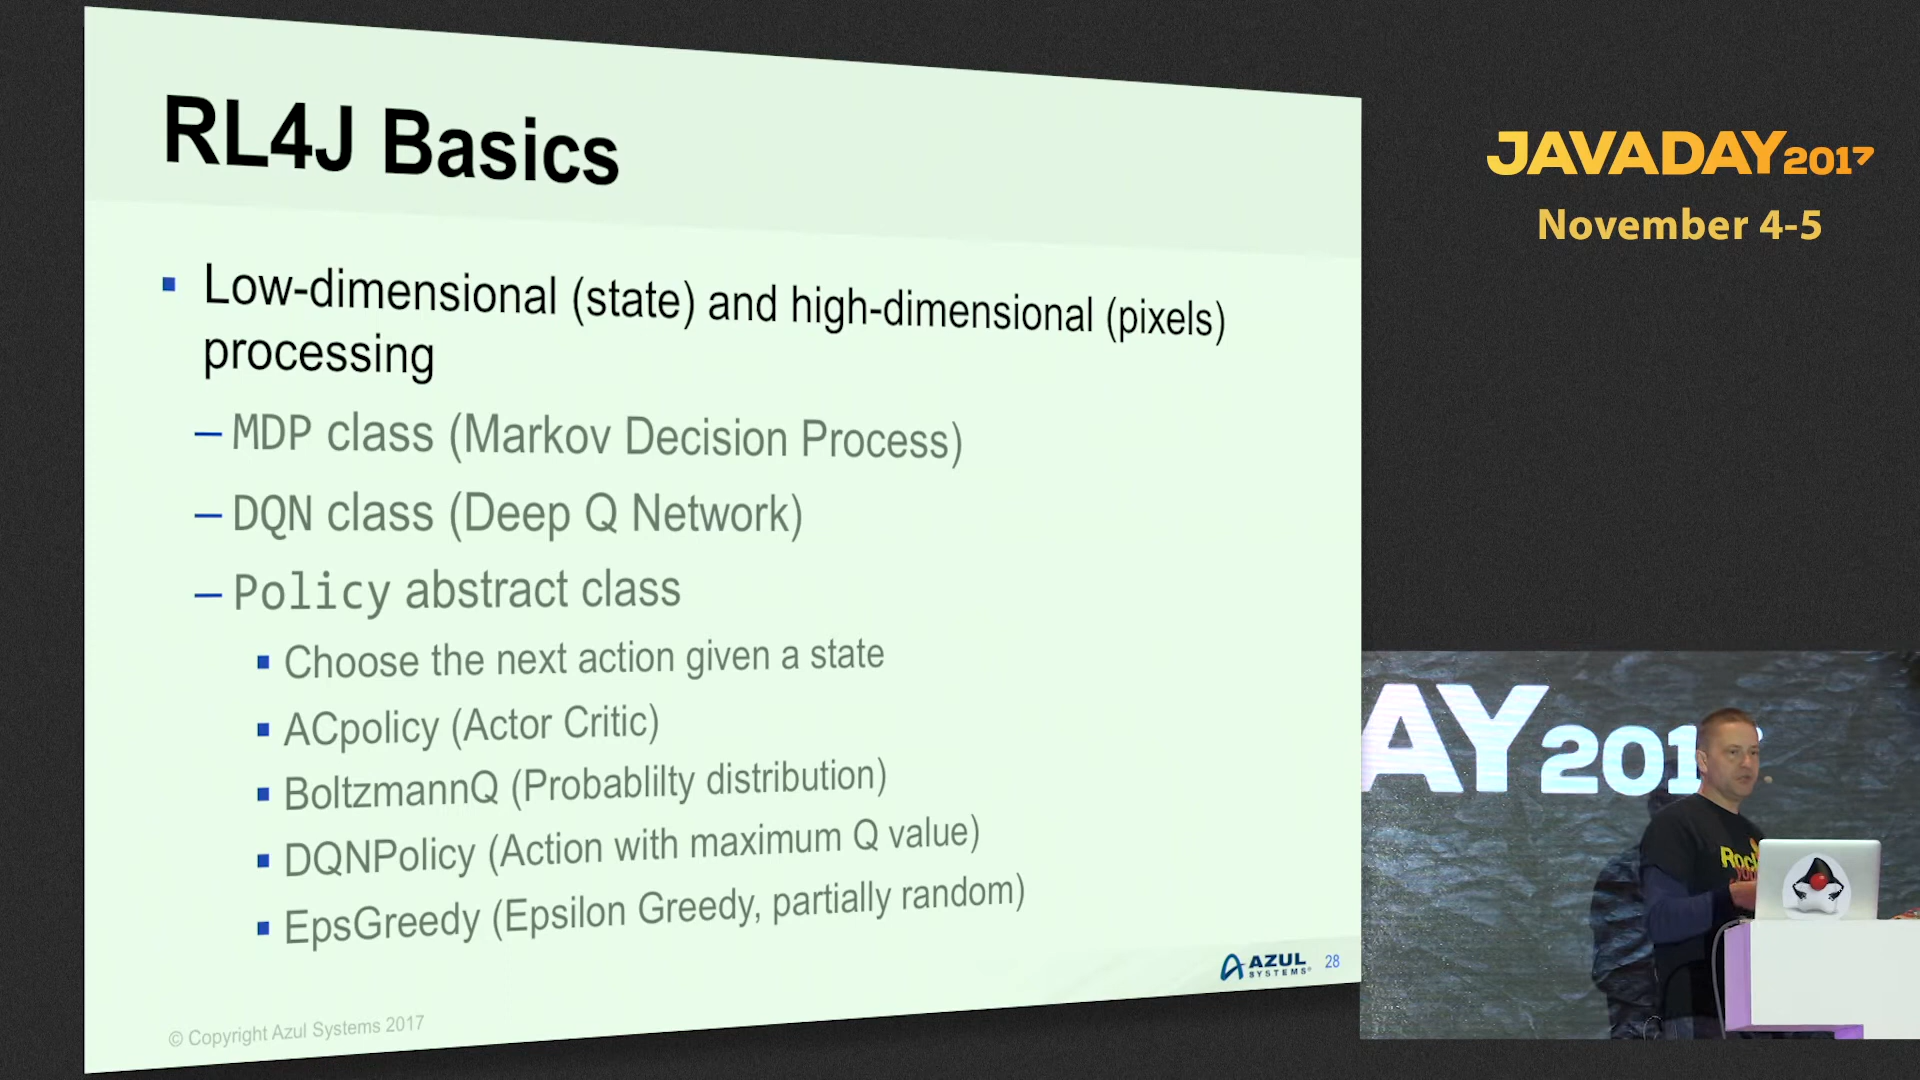 RL4J Basics
Low-dimensional (state) and high-dimensional (pixels)
processing
– MDP class (Markov Decision Process)
– DQN class (Deep Q Network)
– Policy abstract class
Choose the next action given a state
ACpolicy (Actor Critic)
BoltzmannQ (Probablilty distribution)
DQNPolicy (Action with maximum Q value)
EpsGreedy (Epsilon Greedy, partially random)
AZUL
SYSTEMS
28
© Copyright Azul Systems 2017
JAVADAY2017
November 4-5
AY201
Rock